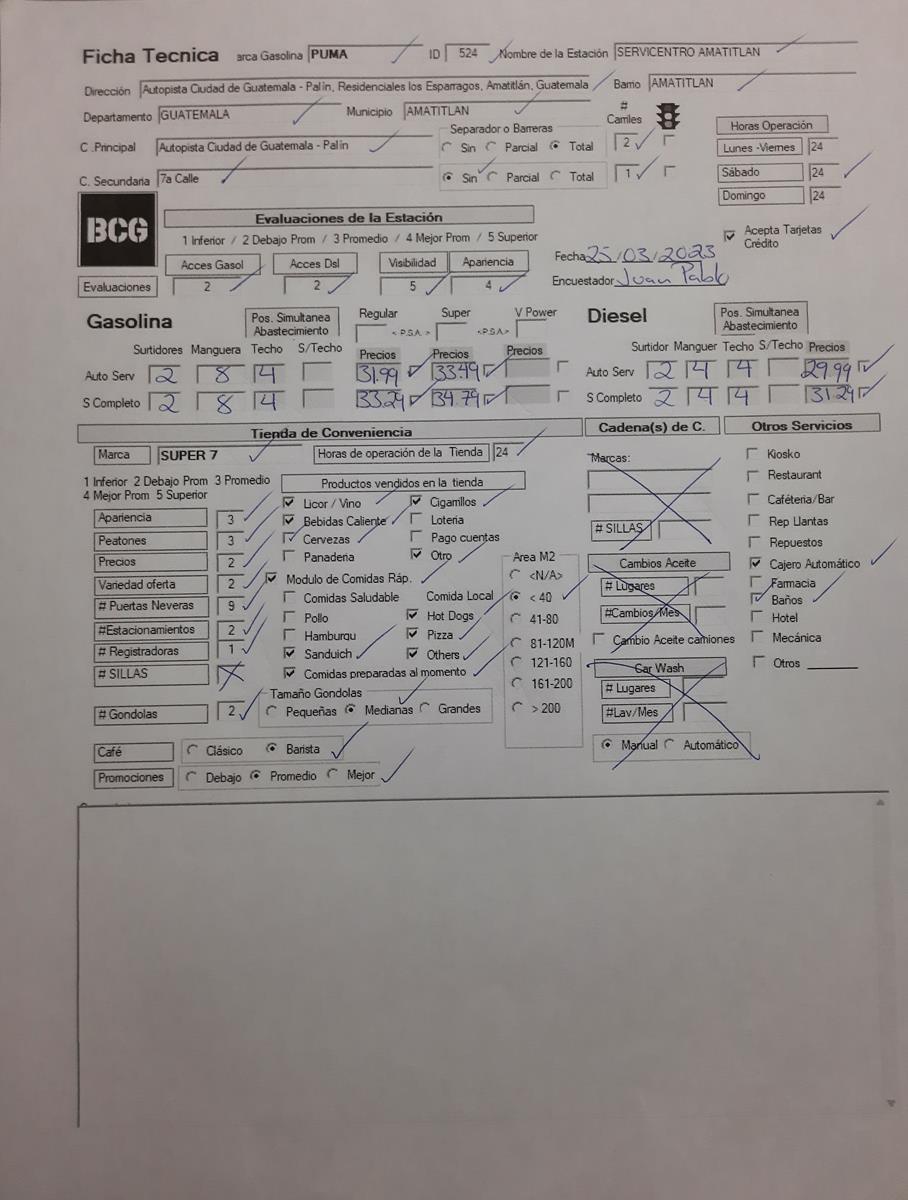 Ficha Tecnica arca Gasolina PUMA ID 524 Nombre de la Estación SERVICENTRO AMATITLAN
Dirección Autopista Ciudad de Guatemala - Palín, Residenciales los Esparragos, Amatitlán, Guatemala Barrio AMATITLAN
Departamento GUATEMALA Municipio AMATITLAN # Carriles
Separador o Barreras Horas Operación
C .Principal Autopista Ciudad de Guatemala - Palín Sin Parcial Total 2 Lunes -Viernes 24
C. Secundaria 7a Calle Sin Parcial Total 1 Sábado 24
Domingo 24
BCG
Evaluaciones de la Estación
1 Inferior / 2 Debajo Prom / 3 Promedio / 4 Mejor Prom / 5 Superior
Acepta Tarjetas Crédito
Acces Gasol Acces Dsl Visibilidad Apariencia Fecha 25/03/2023
Evaluaciones 2 2 5 4 Encuestador Juan Pablo
Gasolina Pos. Simultanea Abastecimiento Regular Super V Power Diesel Pos. Simultanea Abastecimiento
< P.S.A. > <P.S.A>
Surtidores Manguera Techo S/Techo Precios Precios Precios Surtidor Manguer Techo S/Techo Precios
Auto Serv 2 8 4 31.99 33.49 Auto Serv 2 4 4 29.99
S Completo 2 8 4 33.29 34.79 S Completo 2 4 4 31.29
Tienda de Conveniencia Cadena(s) de C. Otros Servicios
Marca SUPER 7 Horas de operación de la Tienda 24 Marcas: Kiosko
1 Inferior 2 Debajo Prom 3 Promedio
4 Mejor Prom 5 Superior
Productos vendidos en la tienda Restaurant
Apariencia 3 Licor / Vino Cigarrillos Caféteria/Bar
Peatones 3 Bebidas Caliente Loteria # SILLAS Rep Llantas
Precios 2 Cervezas Pago cuentas Repuestos
Panaderia Otro Area M2 Cambios Aceite Cajero Automático
Variedad oferta 2 Modulo de Comidas Ráp. <N/A> # Lugares Farmacia
# Puertas Neveras 9 Comidas Saludable Comida Local < 40 #Cambios/Mes Baños
#Estacionamientos 2 Pollo Hot Dogs 41-80 Hotel
# Registradoras 1 Hamburqu Pizza 81-120M Cambio Aceite camiones Mecánica
Sanduich Others 121-160 Car Wash Otros
# SILLAS Comidas preparadas al momento 161-200 # Lugares
Tamaño Gondolas
# Gondolas 2 Pequeñas Medianas Grandes > 200 #Lav/Mes
Café Clásico Barista Manual Automático
Promociones Debajo Promedio Mejor